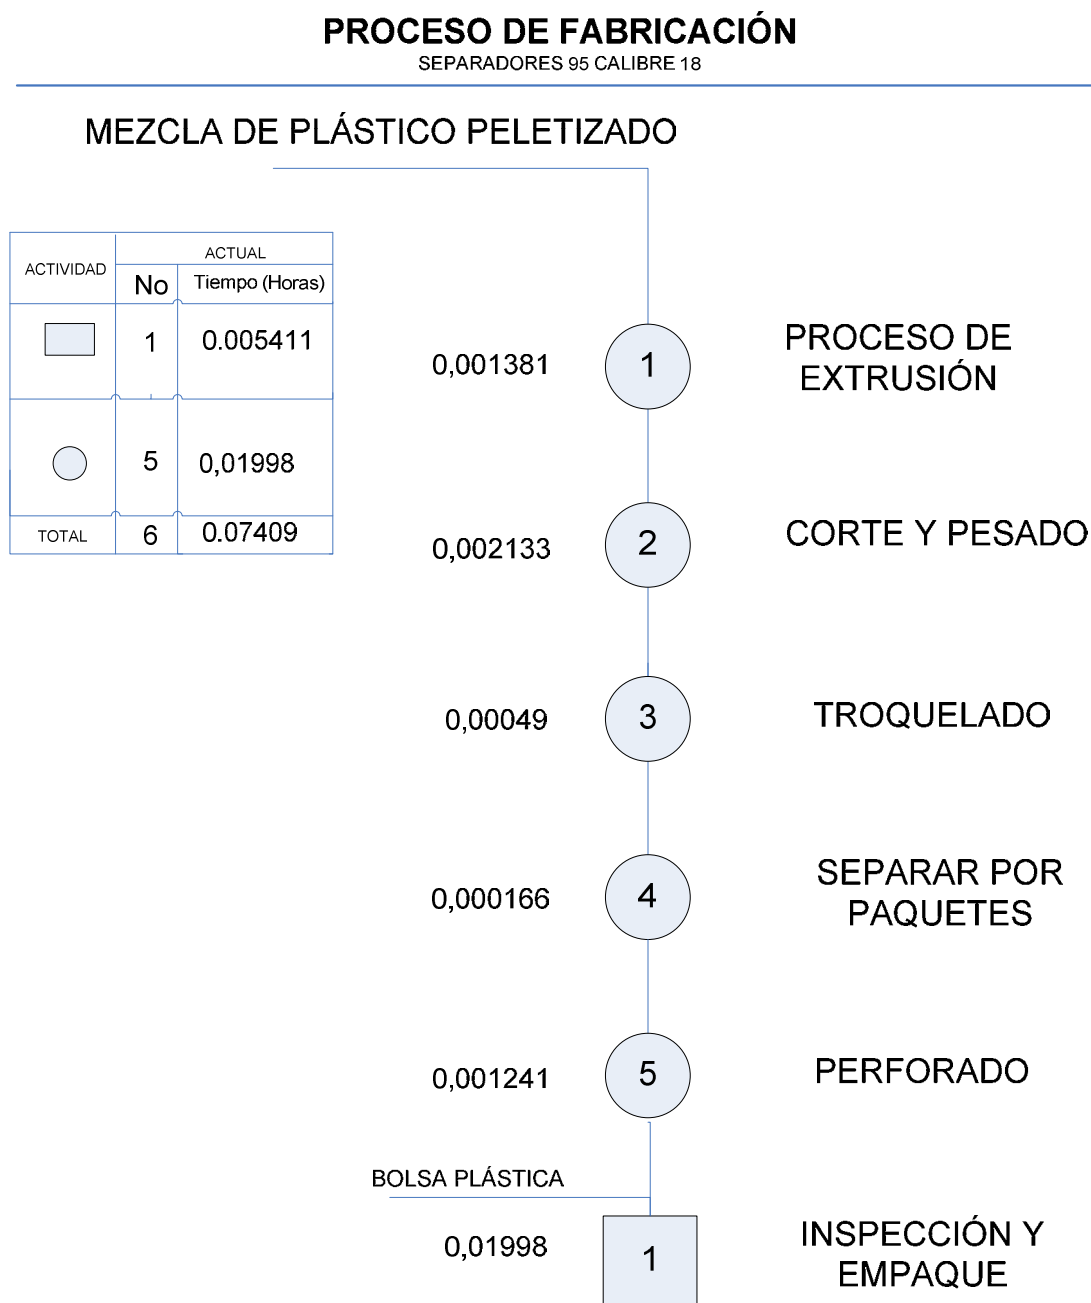 PROCESO DE FABRICACIÓN
SEPARADORES 95 CALIBRE 18
MEZCLA DE PLÁSTICO PELETIZADO
ACTIVIDAD
ACTUAL
No
Tiempo (Horas)
1
0.005411
5
0,01998
TOTAL
6
0.07409
0,001381
1
PROCESO DE
EXTRUSIÓN
0,002133
2
CORTE Y PESADO
0,00049
3
TROQUELADO
0,000166
4
SEPARAR POR
PAQUETES
0,001241
5
PERFORADO
BOLSA PLÁSTICA
0,01998
1
INSPECCIÓN Y
EMPAQUE